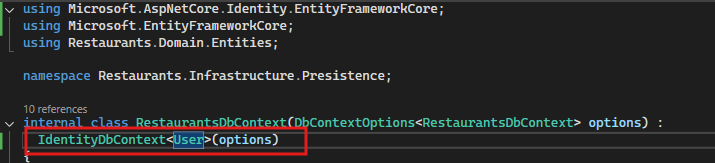 using Microsoft.AspNetCore.Identity.EntityFrameworkCore;
using Microsoft.EntityFrameworkCore;
using Restaurants.Domain.Entities;
namespace Restaurants.Infrastructure.Presistence;
10 references
internal class RestaurantsDbContext(DbContextOptions<RestaurantsDbContext> options) :
IdentityDbContext<User>(options)
{